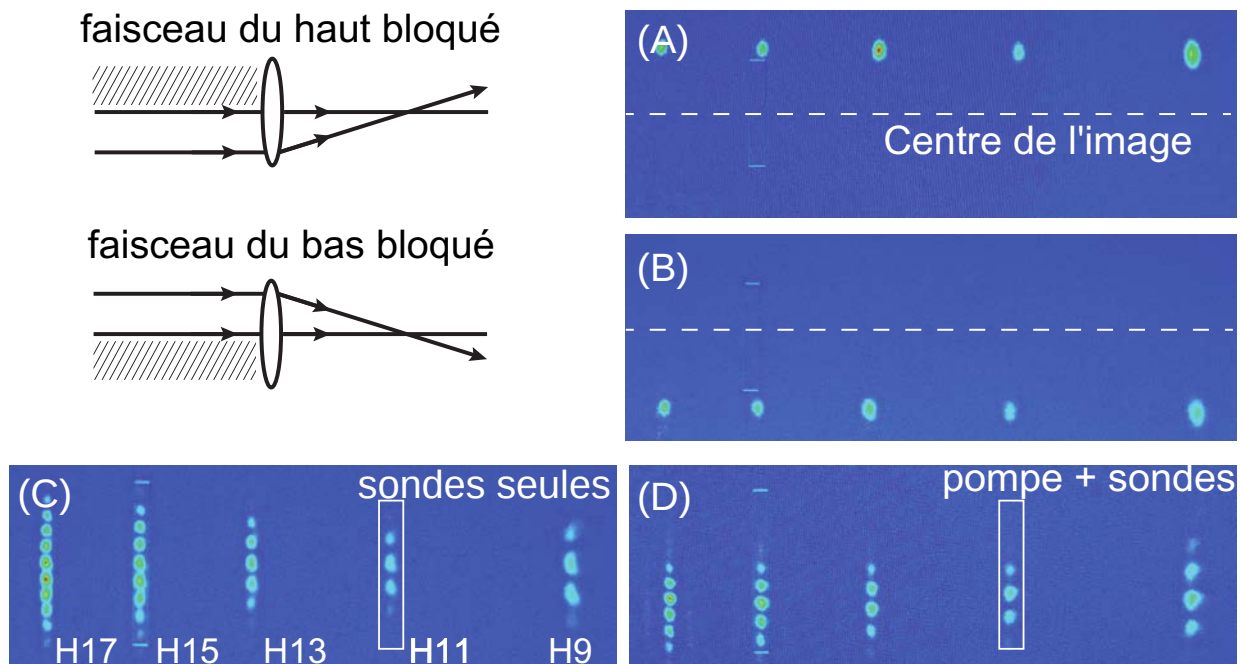 faisceau du haut bloqué
(A)
Centre de l'image
faisceau du bas bloqué
(B)
(C)
sondes seules
H17
H15
H13
H11
H9
(D)
pompe + sondes